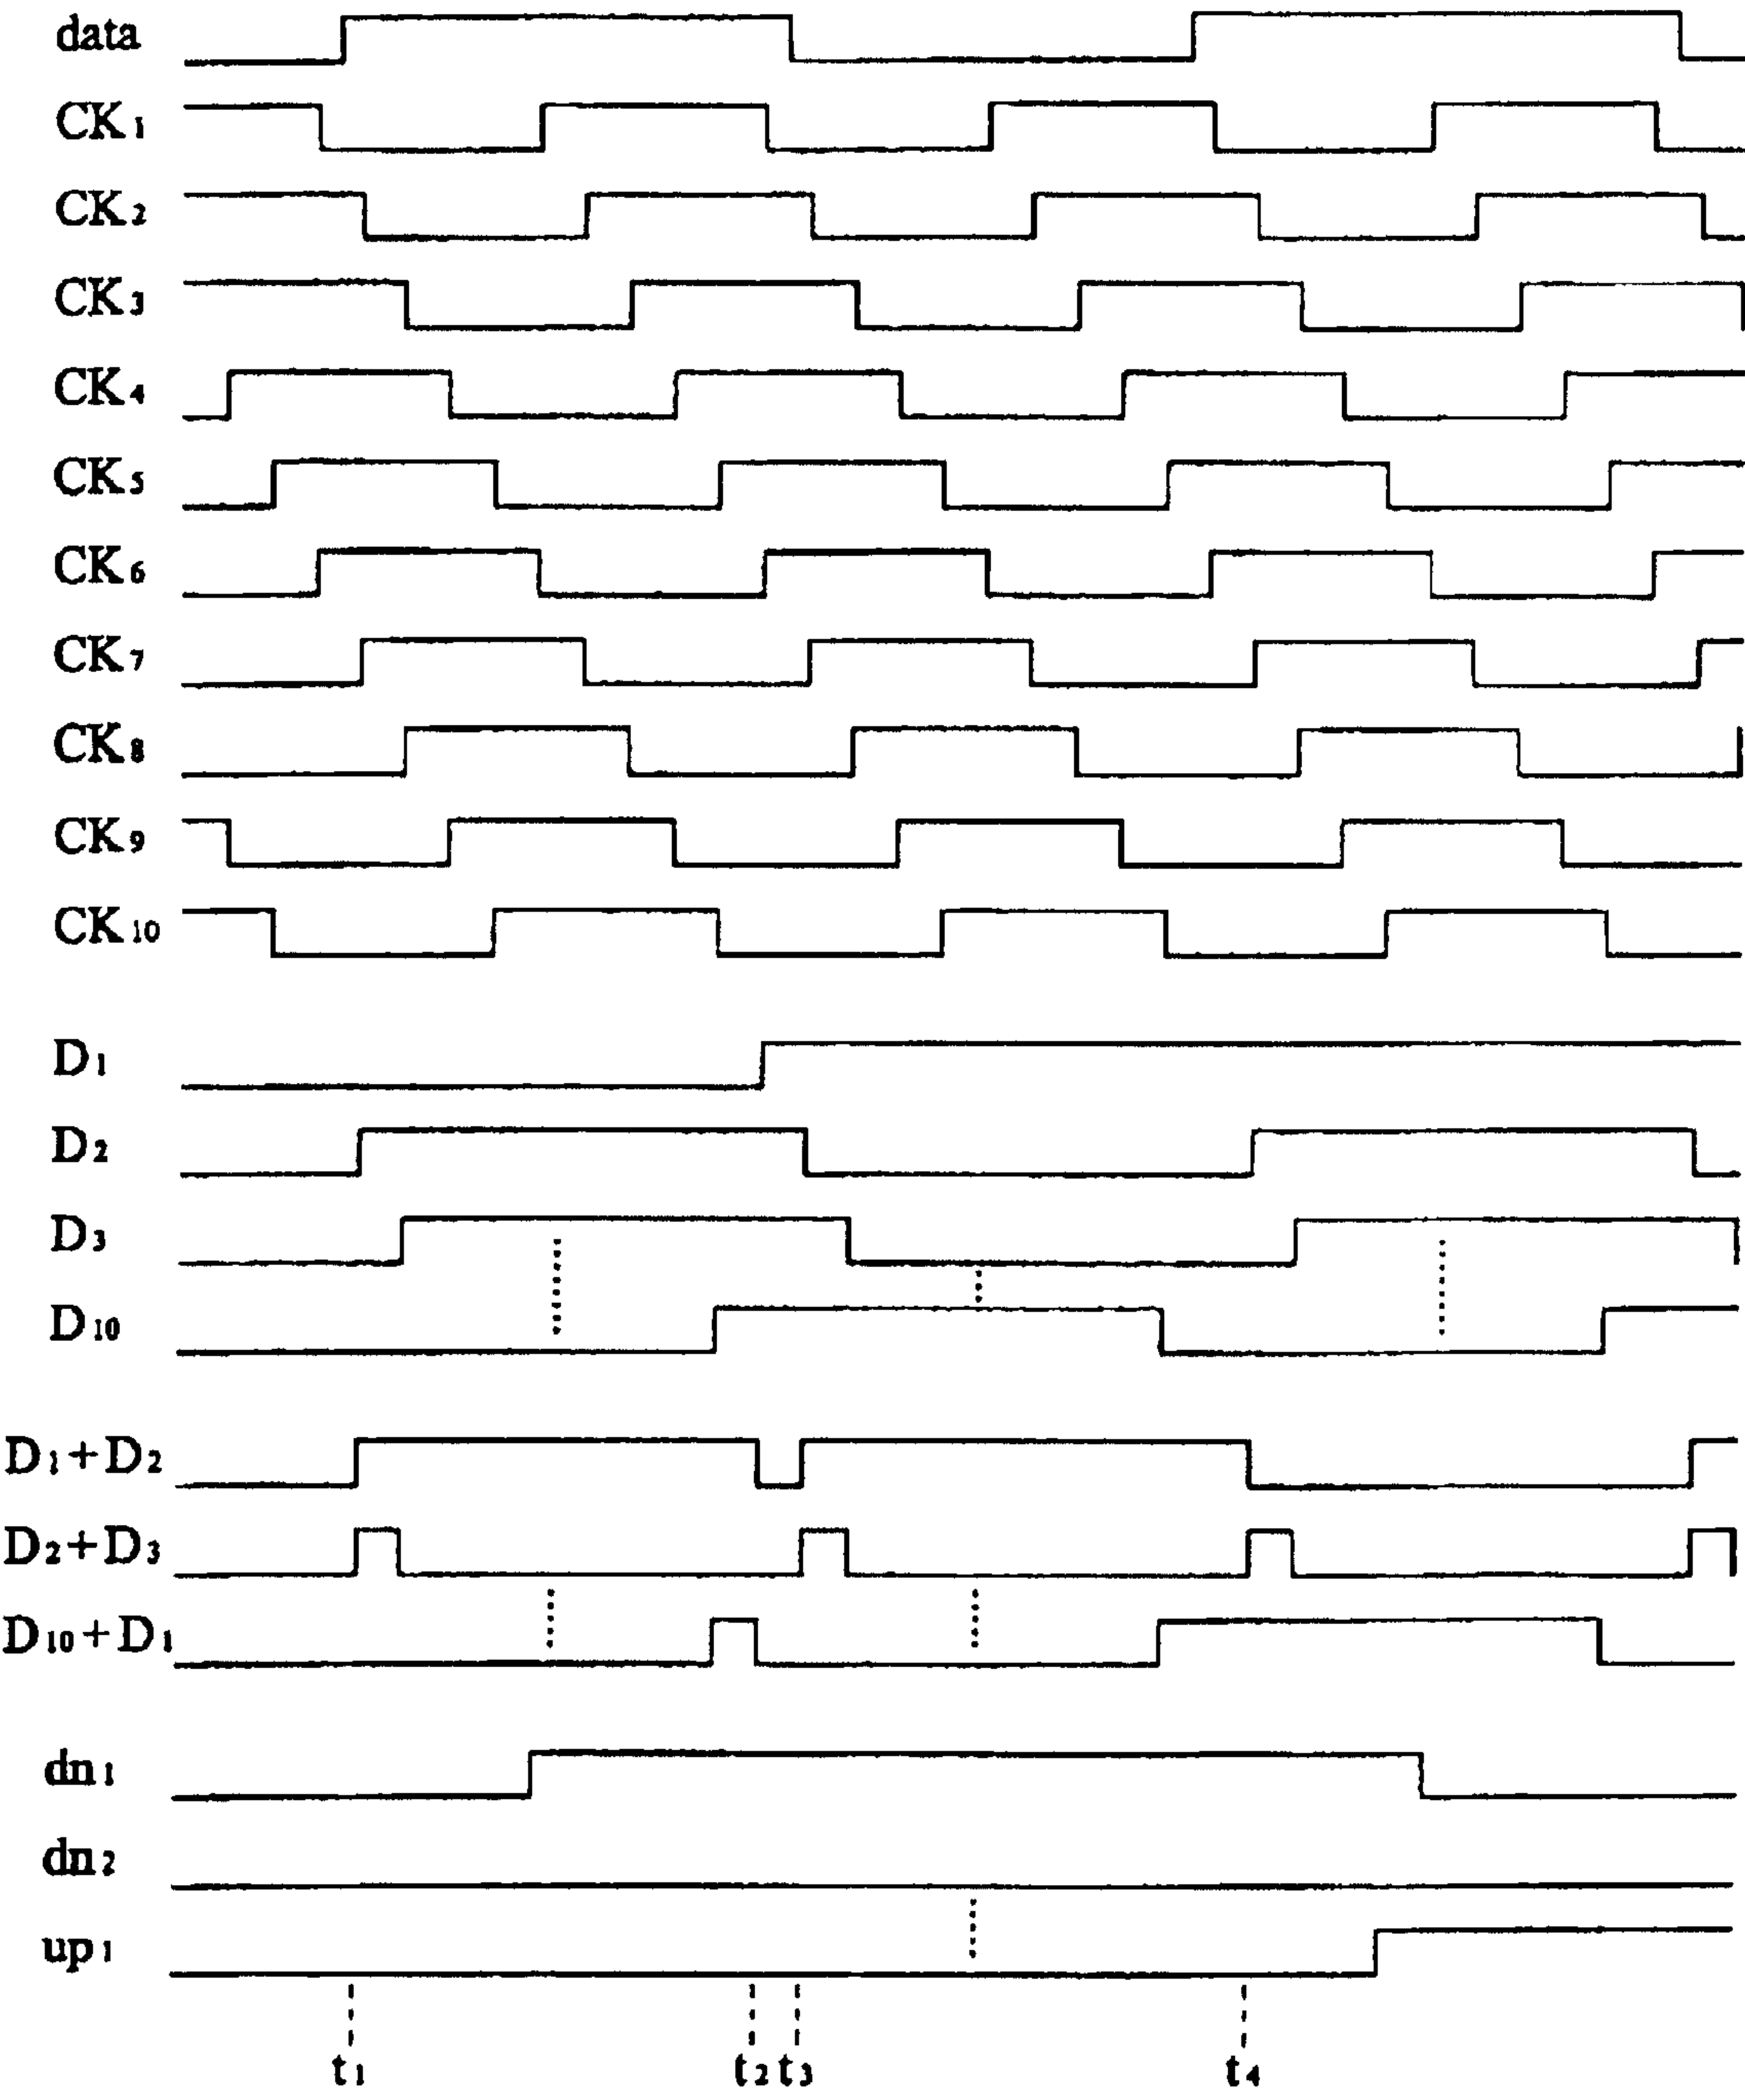 data
CK₁
CK₂
CK₃
CK₄
CK₅
CK₆
CK₇
CK₈
CK₉
CK₁₀
D₁
D₂
D₃
D₁₀
D₁+D₂
D₂+D₃
D₁₀+D₁
dn₁
dn₂
up₁
t₁ t₂ t₃ t₄